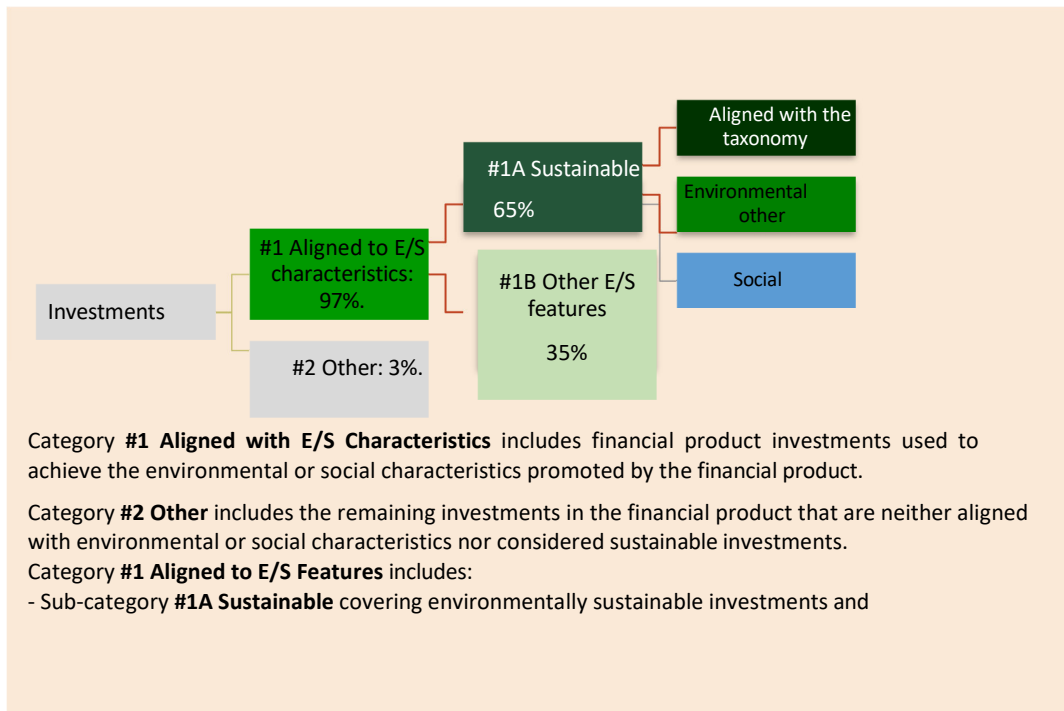 Aligned with the
taxonomy
#1A Sustainable
65%
Environmental
other
#1 Aligned to E/S
characteristics:
97%.
#1B Other E/S
features
35%
Social
Investments
#2 Other: 3%.
Category #1 Aligned with E/S Characteristics includes financial product investments used to
achieve the environmental or social characteristics promoted by the financial product.
Category #2 Other includes the remaining investments in the financial product that are neither aligned
with environmental or social characteristics nor considered sustainable investments.
Category #1 Aligned to E/S Features includes:
- Sub-category #1A Sustainable covering environmentally sustainable investments and